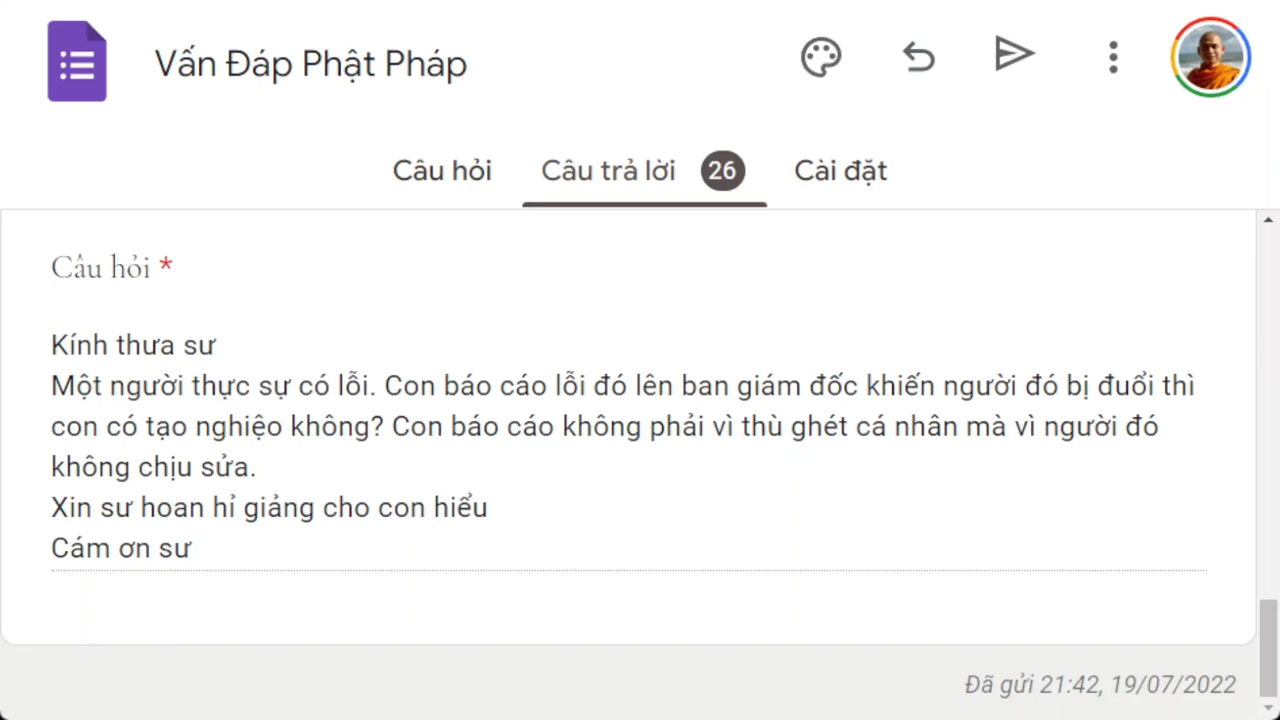 Vấn Đáp Phật Pháp
Câu hỏi
Câu trả lời
26
Cài đặt
Câu hỏi *
Kính thưa sư
Một người thực sự có lỗi. Con báo cáo lỗi đó lên ban giám đốc khiến người đó bị đuổi thì
con có tạo nghiệo không? Con báo cáo không phải vì thù ghét cá nhân mà vì người đó
không chịu sửa.
Xin sư hoan hỉ giảng cho con hiểu
Cám ơn sư
Đã gửi 21:42, 19/07/2022